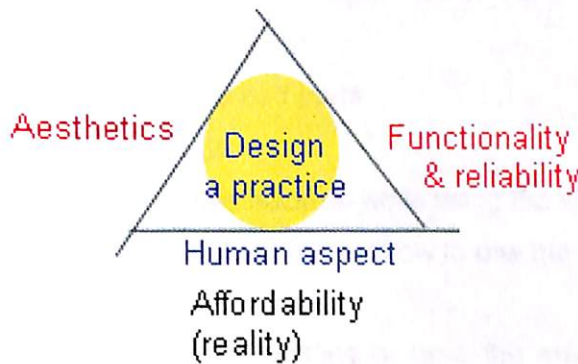 Aesthetics
Design
a practice
Functionality
& reliability
Human aspect
Affordability
(reality)